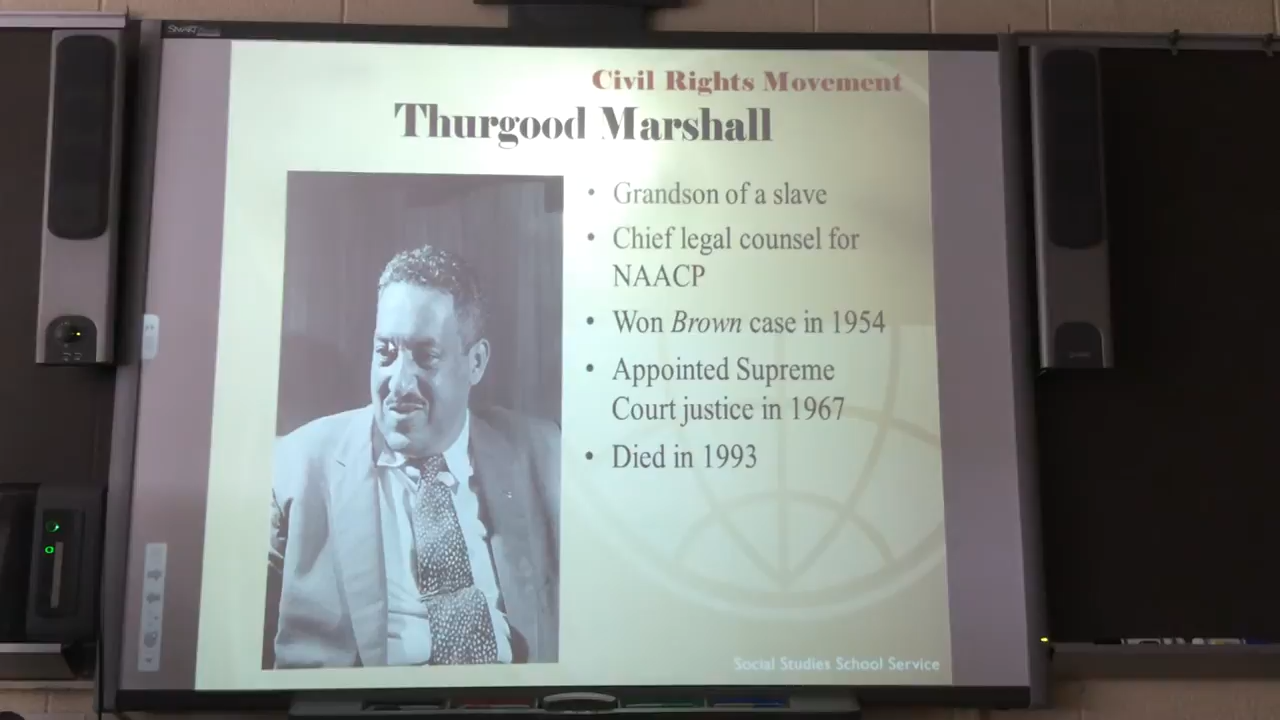 SMART
Civil Rights Movement
Thurgood Marshall
• Grandson of a slave
• Chief legal counsel for
NAACP
• Won Brown case in 1954
• Appointed Supreme
Court justice in 1967
• Died in 1993
Social Studies School Service